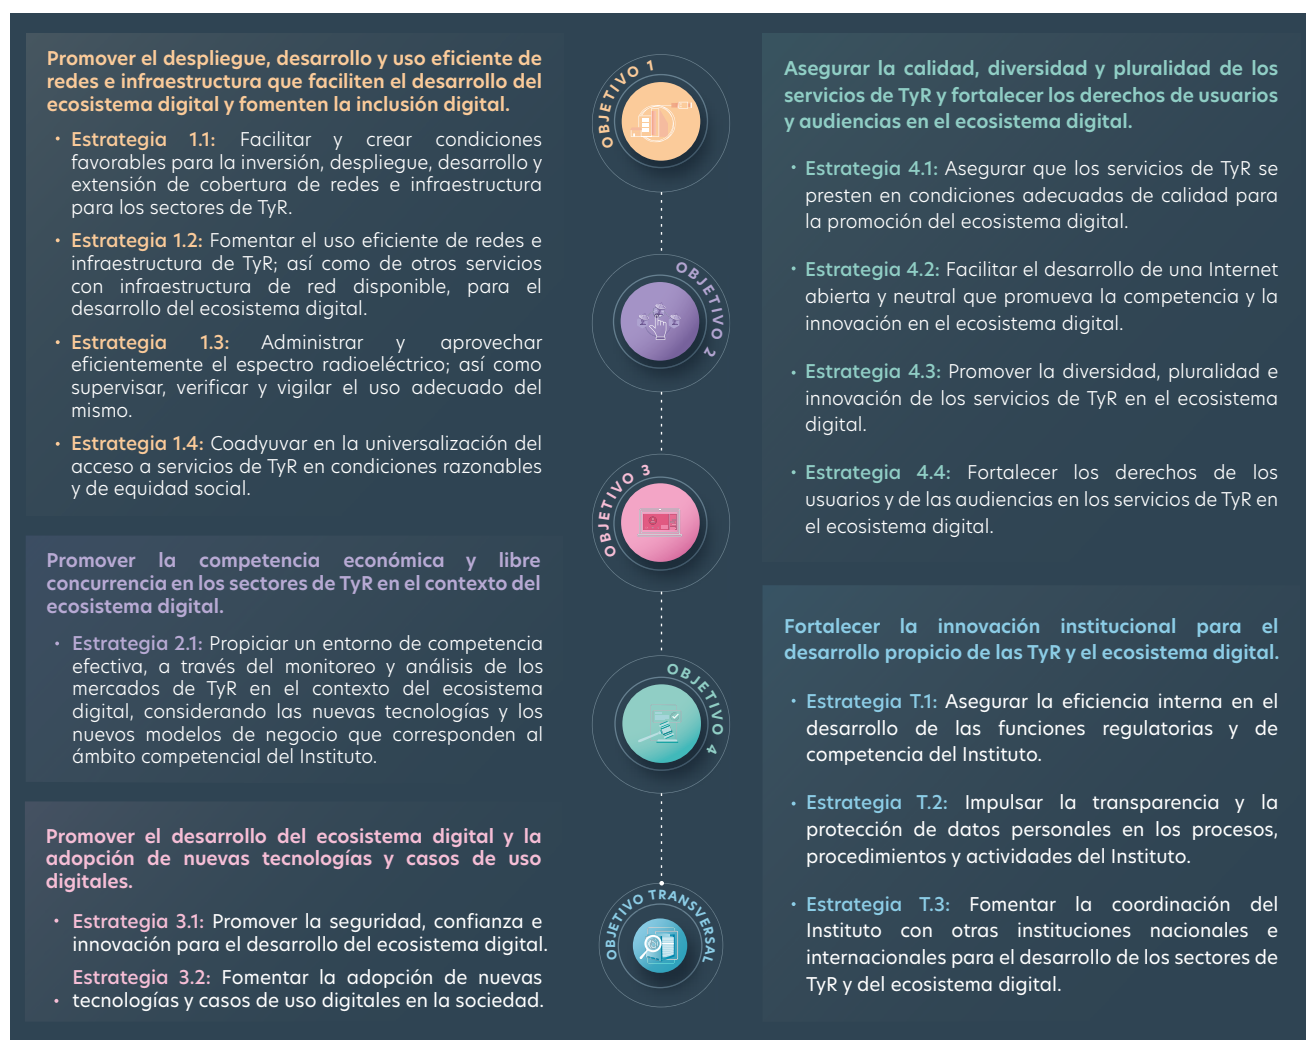 Promover el despliegue, desarrollo y uso eficiente de
redes e infraestructura que faciliten el desarrollo del
ecosistema digital y fomenten la inclusión digital.
• Estrategia 1.1: Facilitar y crear condiciones
favorables para la inversión, despliegue, desarrollo y
extensión de cobertura de redes e infraestructura
para los sectores de TyR.
• Estrategia 1.2: Fomentar el uso eficiente de redes e
infraestructura de TyR; así como de otros servicios
con infraestructura de red disponible, para el
desarrollo del ecosistema digital.
• Estrategia 1.3: Administrar y aprovechar
eficientemente el espectro radioeléctrico; así como
supervisar, verificar y vigilar el uso adecuado del
mismo.
• Estrategia 1.4: Coadyuvar en la universalización del
acceso a servicios de TyR en condiciones razonables
y de equidad social.
Promover la competencia económica y libre
concurrencia en los sectores de TyR en el contexto del
ecosistema digital.
• Estrategia 2.1: Propiciar un entorno de competencia
efectiva, a través del monitoreo y análisis de los
mercados de TyR en el contexto del ecosistema
digital, considerando las nuevas tecnologías y los
nuevos modelos de negocio que corresponden al
ámbito competencial del Instituto.
Promover el desarrollo del ecosistema digital y la
adopción de nuevas tecnologías y casos de uso
digitales.
• Estrategia 3.1: Promover la seguridad, confianza e
innovación para el desarrollo del ecosistema digital.
Estrategia 3.2: Fomentar la adopción de nuevas
• tecnologías y casos de uso digitales en la sociedad.
OBJETIVO 1
OBJETIVO 2
OBJETIVO 3
OBJETIVO 4
OBJETIVO TRANSVERSAL
Asegurar la calidad, diversidad y pluralidad de los
servicios de TyR y fortalecer los derechos de usuarios
y audiencias en el ecosistema digital.
• Estrategia 4.1: Asegurar que los servicios de TyR se
presten en condiciones adecuadas de calidad para
la promoción del ecosistema digital.
• Estrategia 4.2: Facilitar el desarrollo de una Internet
abierta y neutral que promueva la competencia y la
innovación en el ecosistema digital.
• Estrategia 4.3: Promover la diversidad, pluralidad e
innovación de los servicios de TyR en el ecosistema
digital.
• Estrategia 4.4: Fortalecer los derechos de los
usuarios y de las audiencias en los servicios de TyR en
el ecosistema digital.
Fortalecer la innovación institucional para el
desarrollo propicio de las TyR y el ecosistema digital.
• Estrategia T.1: Asegurar la eficiencia interna en el
desarrollo de las funciones regulatorias y de
competencia del Instituto.
• Estrategia T.2: Impulsar la transparencia y la
protección de datos personales en los procesos,
procedimientos y actividades del Instituto.
• Estrategia T.3: Fomentar la coordinación del
Instituto con otras instituciones nacionales e
internacionales para el desarrollo de los sectores de
TyR y del ecosistema digital.